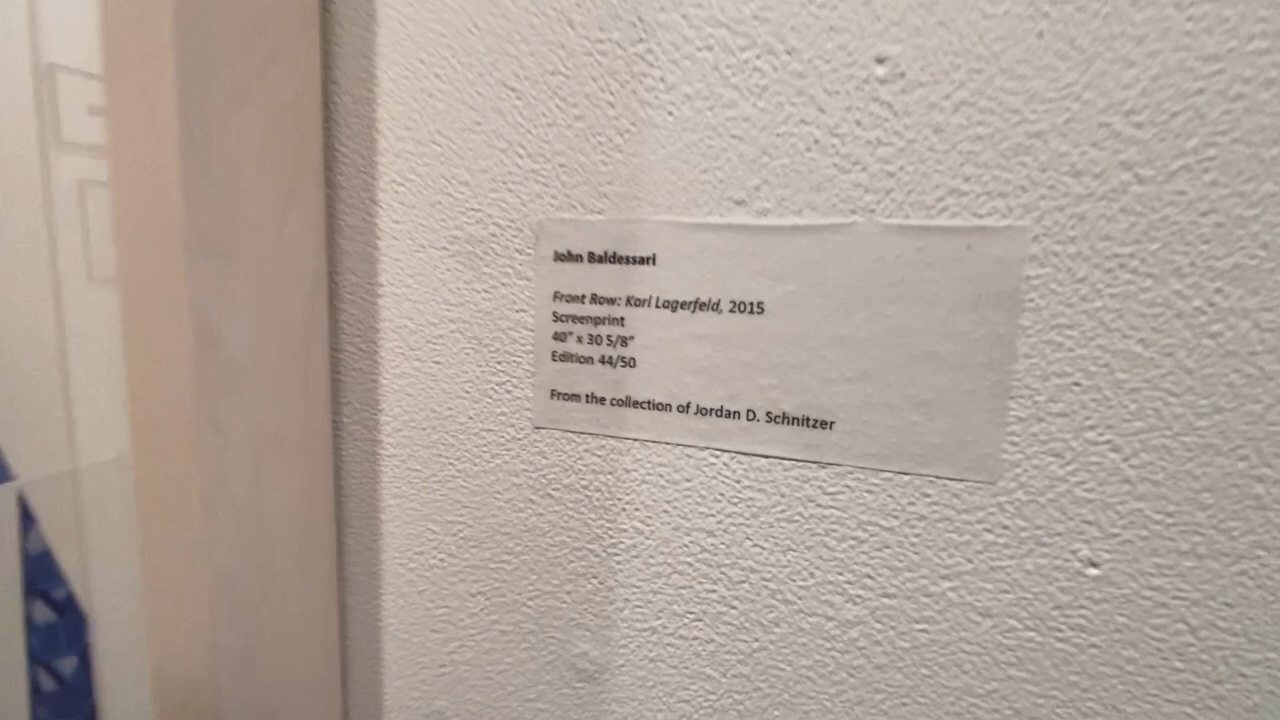 John Baldessari
Front Row: Karl Lagerfeld, 2015
Screenprint
40" x 30 5/8"
Edition 44/50
From the collection of Jordan D. Schnitzer